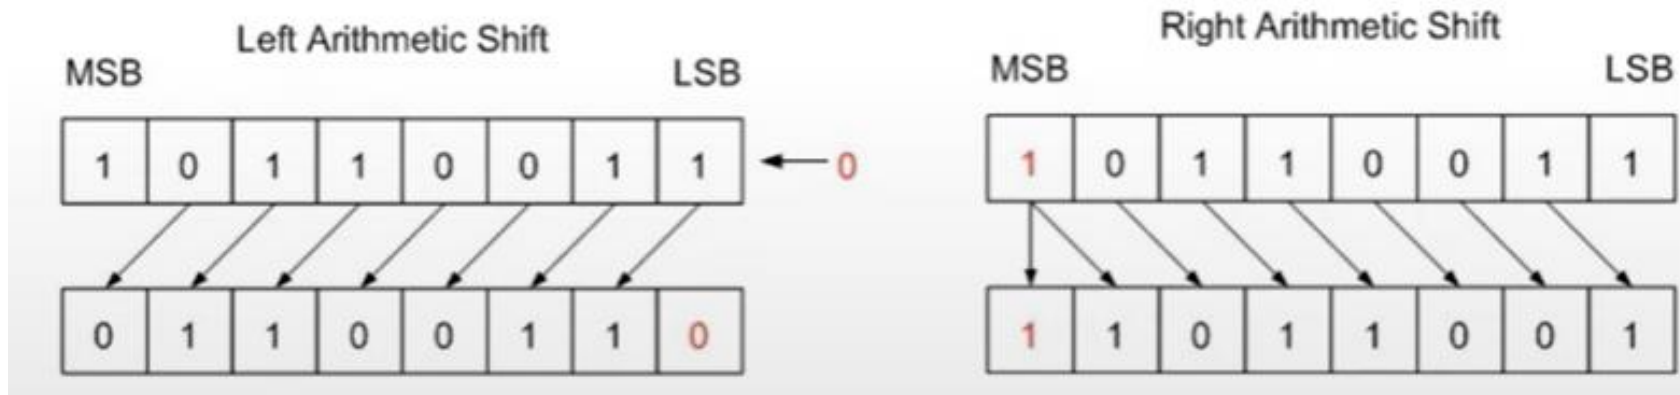 Left Arithmetic Shift
MSB LSB
1 0 1 1 0 0 1 1 0
0 1 1 0 0 1 1 0
Right Arithmetic Shift
MSB LSB
1 0 1 1 0 0 1 1
1 1 0 1 1 0 0 1